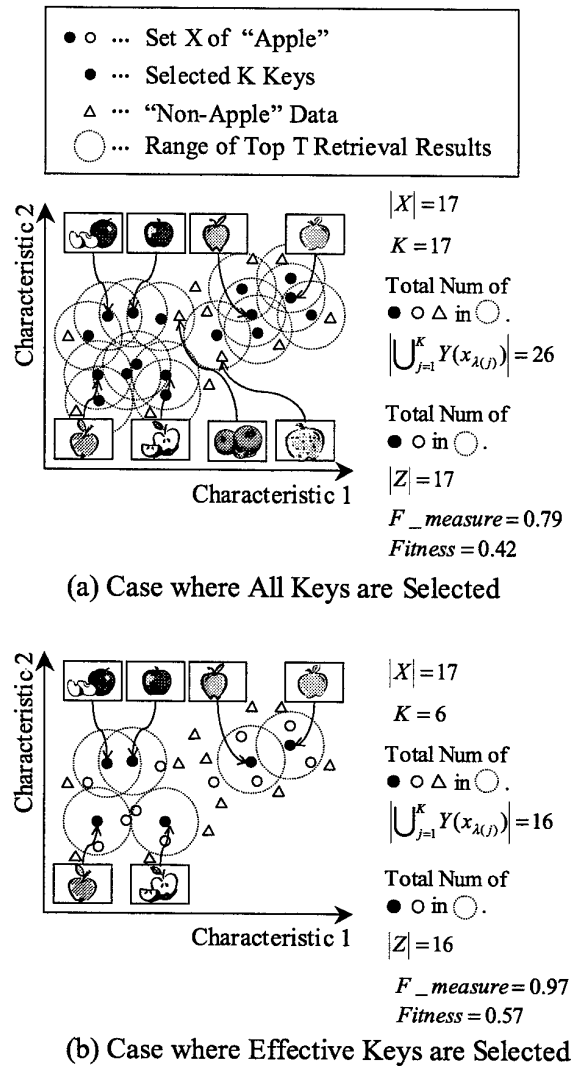 ● ○ ··· Set X of “Apple”
● ··· Selected K Keys
△ ··· “Non-Apple” Data
◌ ··· Range of Top T Retrieval Results
Characteristic 2
Characteristic 1
|X| = 17
K = 17
Total Num of
● ○ △ in ◌ .
|⋃_{j=1}^{K} Y(x_{λ(j)})| = 26
Total Num of
● ○ in ◌ .
|Z| = 17
F _ measure = 0.79
Fitness = 0.42
(a) Case where All Keys are Selected
Characteristic 2
Characteristic 1
|X| = 17
K = 6
Total Num of
● ○ △ in ◌ .
|⋃_{j=1}^{K} Y(x_{λ(j)})| = 16
Total Num of
● ○ in ◌ .
|Z| = 16
F _ measure = 0.97
Fitness = 0.57
(b) Case where Effective Keys are Selected